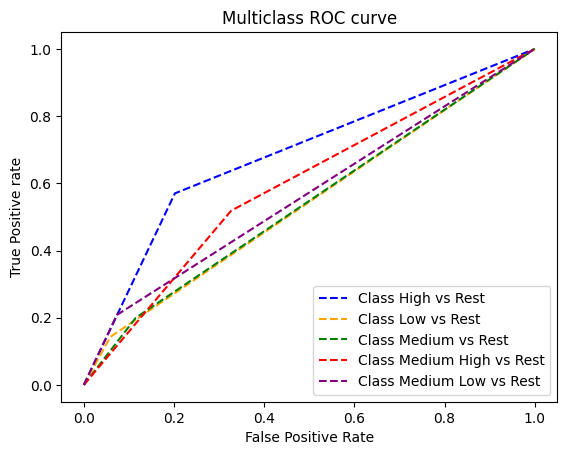 Multiclass ROC curve
True Positive rate
1.0
0.8
0.6
0.4
0.2
0.0
Class High vs Rest
Class Low vs Rest
Class Medium vs Rest
Class Medium High vs Rest
Class Medium Low vs Rest
0.0 0.2 0.4 0.6 0.8 1.0
False Positive Rate